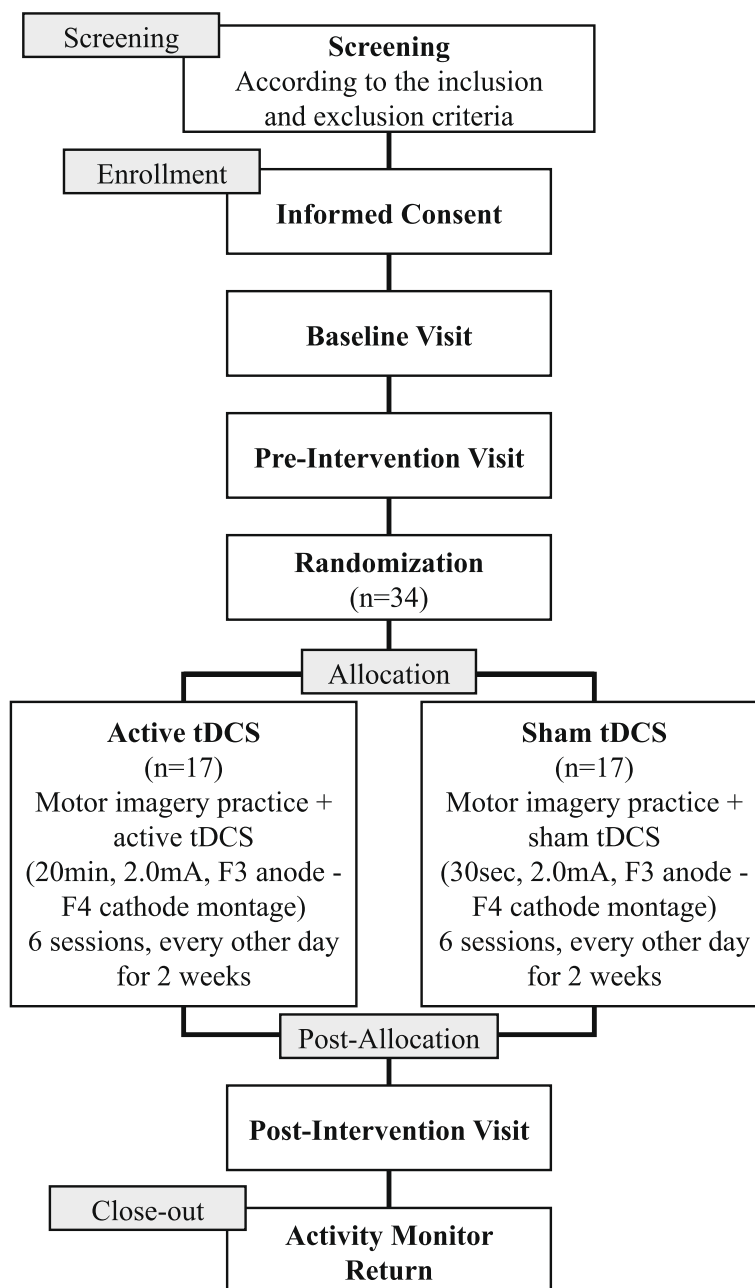 Screening
Screening
According to the inclusion
and exclusion criteria
Enrollment
Informed Consent
Baseline Visit
Pre-Intervention Visit
Randomization
(n=34)
Allocation
Active tDCS
(n=17)
Motor imagery practice +
active tDCS
(20min, 2.0mA, F3 anode -
F4 cathode montage)
6 sessions, every other day
for 2 weeks
Sham tDCS
(n=17)
Motor imagery practice +
sham tDCS
(30sec, 2.0mA, F3 anode -
F4 cathode montage)
6 sessions, every other day
for 2 weeks
Post-Allocation
Post-Intervention Visit
Close-out
Activity Monitor
Return